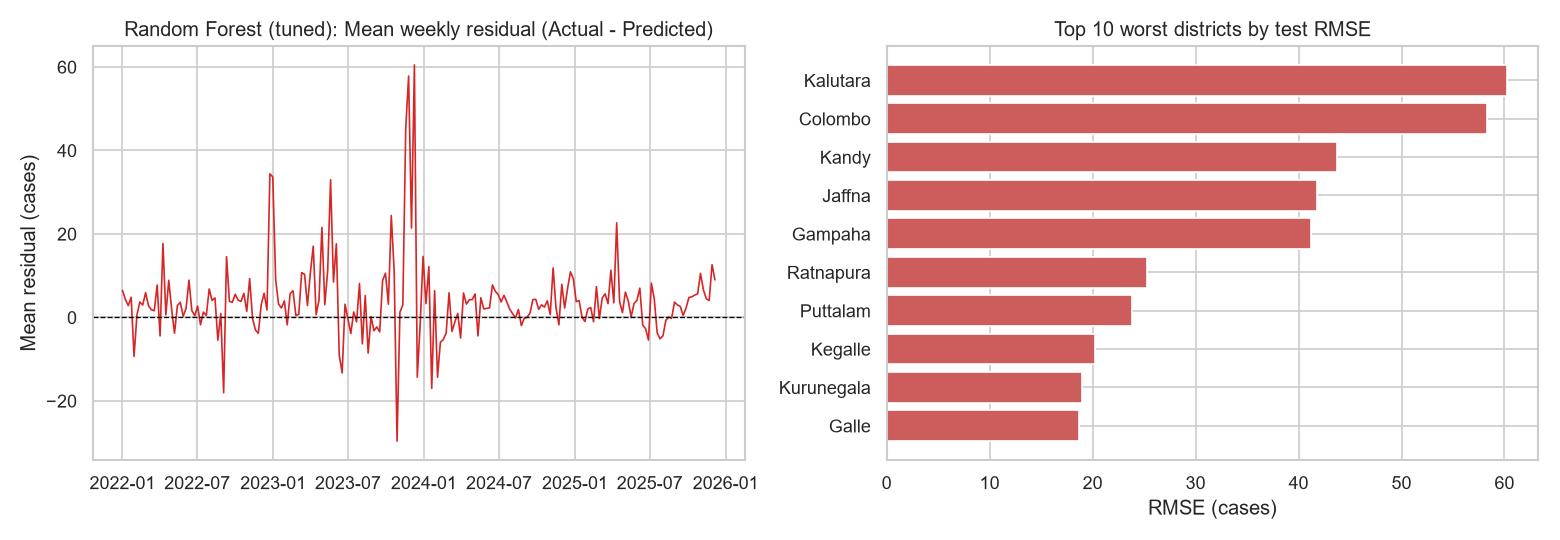 Random Forest (tuned): Mean weekly residual (Actual - Predicted)
Mean residual (cases)
60
40
20
0
−20
2022-01 2022-07 2023-01 2023-07 2024-01 2024-07 2025-01 2025-07 2026-01
Top 10 worst districts by test RMSE
Kalutara
Colombo
Kandy
Jaffna
Gampaha
Ratnapura
Puttalam
Kegalle
Kurunegala
Galle
0 10 20 30 40 50 60
RMSE (cases)